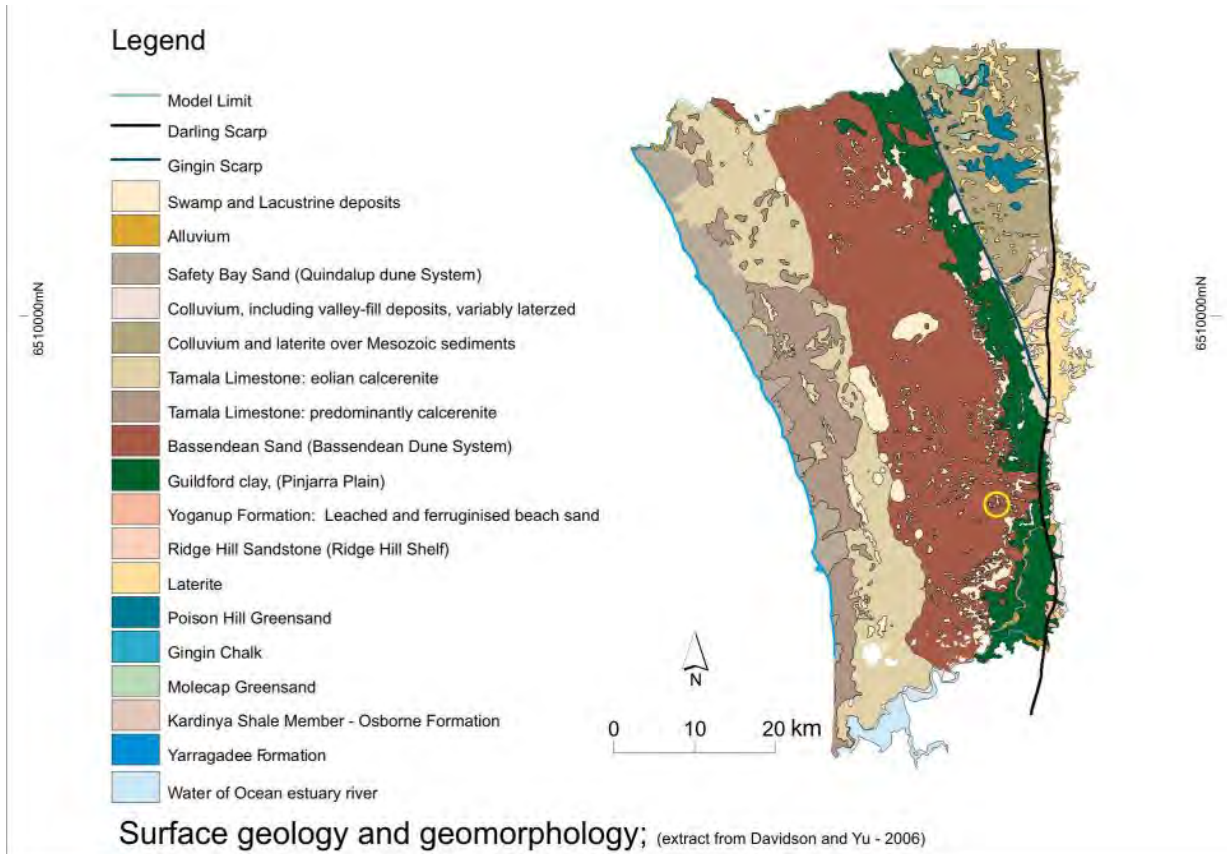 Legend
Model Limit
Darling Scarp
Gingin Scarp
Swamp and Lacustrine deposits
Alluvium
Safety Bay Sand (Quindalup dune System)
Colluvium, including valley-fill deposits, variably laterzed
Colluvium and laterite over Mesozoic sediments
Tamala Limestone: eolian calcerenite
Tamala Limestone: predominantly calcerenite
Bassendean Sand (Bassendean Dune System)
Guildford clay, (Pinjarra Plain)
Yoganup Formation: Leached and ferruginised beach sand
Ridge Hill Sandstone (Ridge Hill Shelf)
Laterite
Poison Hill Greensand
Gingin Chalk
Molecap Greensand
Kardinya Shale Member - Osborne Formation
Yarragadee Formation
Water of Ocean estuary river
6510000mN
6510000mN
N
0 10 20 km
Surface geology and geomorphology; (extract from Davidson and Yu - 2006)